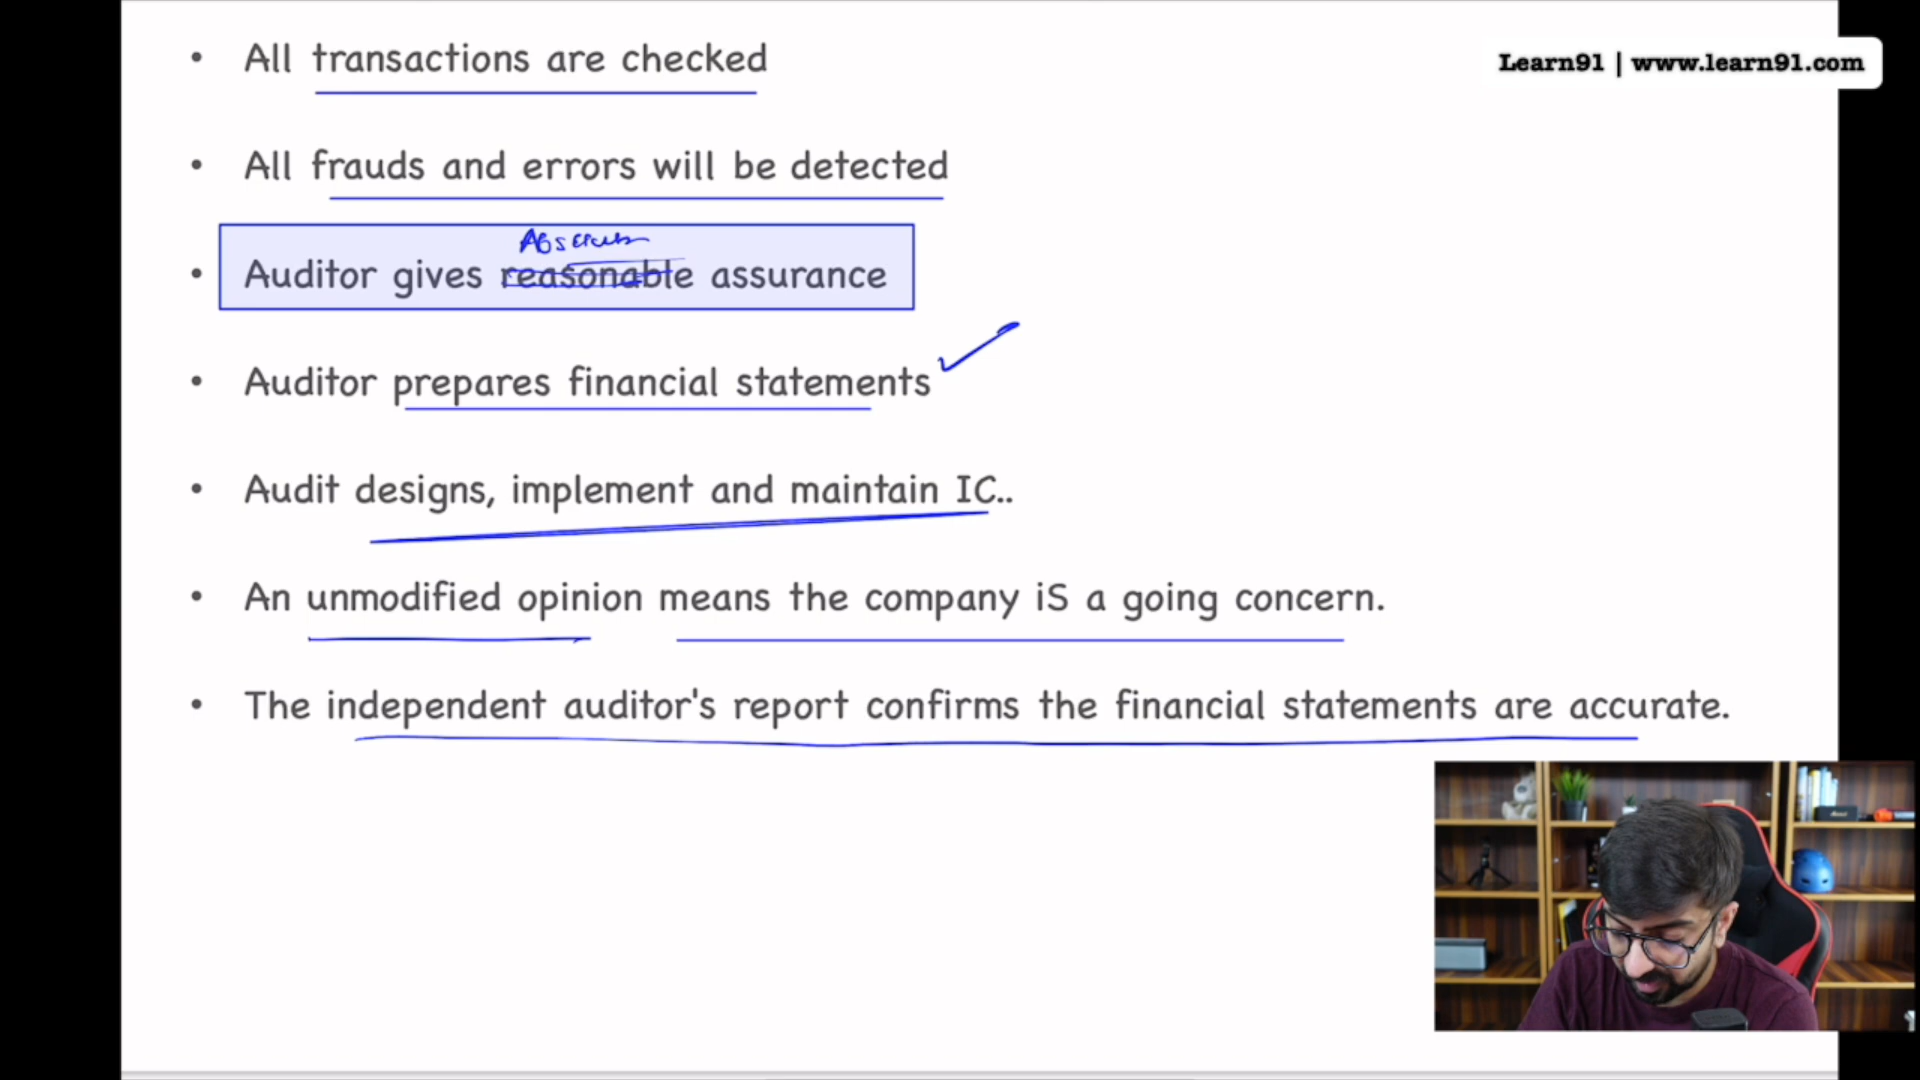 • All transactions are checked
Learn91 | www.learn91.com
• All frauds and errors will be detected
• Auditor gives reasonable assurance
• Auditor prepares financial statements
• Audit designs, implement and maintain IC..
• An unmodified opinion means the company iS a going concern.
• The independent auditor's report confirms the financial statements are accurate.